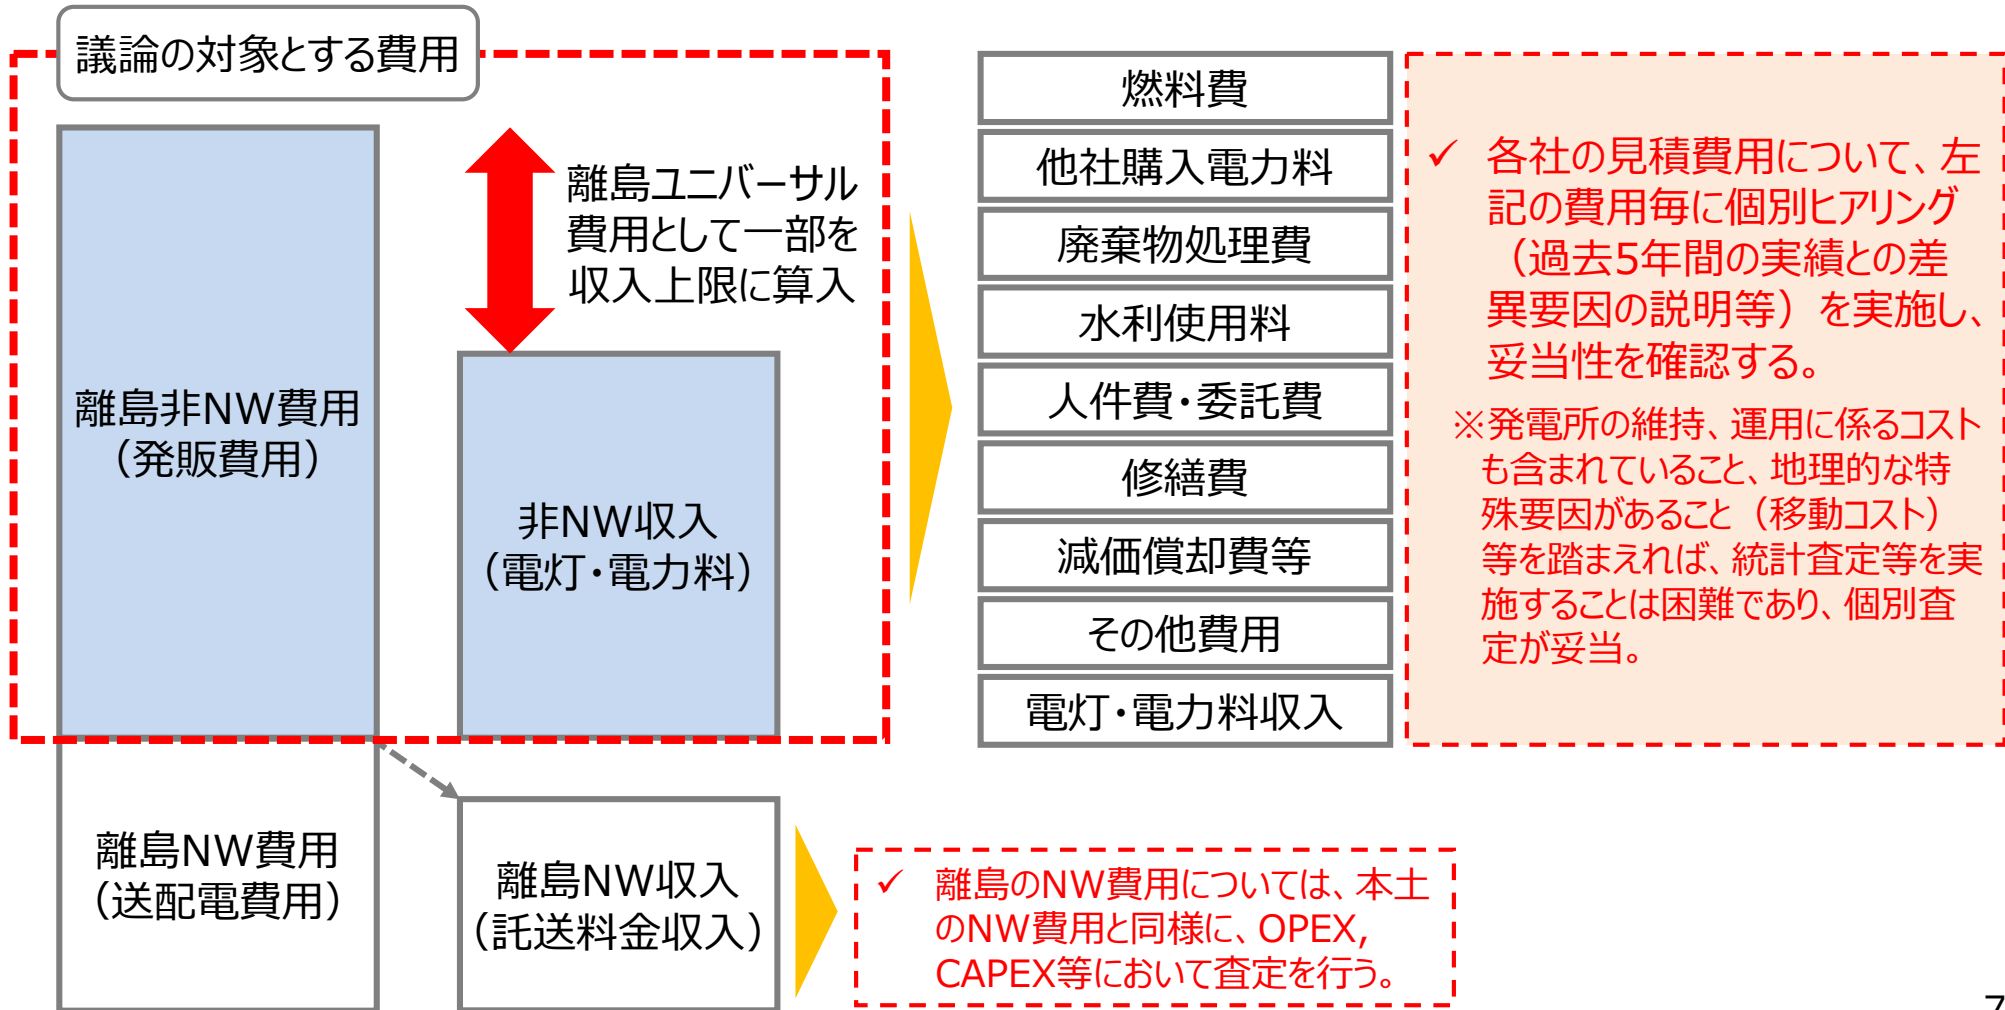 議論の対象とする費用
離島非NW費用
（発販費用）
離島ユニバーサル
費用として一部を
収入上限に算入
非NW収入
（電灯・電力料）
離島NW費用
（送配電費用）
離島NW収入
（託送料金収入）
燃料費
他社購入電力料
廃棄物処理費
水利使用料
人件費・委託費
修繕費
減価償却費等
その他費用
電灯・電力料収入
✓ 各社の見積費用について、左
記の費用毎に個別ヒアリング
（過去5年間の実績との差
異要因の説明等）を実施し、
妥当性を確認する。
※発電所の維持、運用に係るコスト
も含まれていること、地理的な特
殊要因があること（移動コスト）
等を踏まえれば、統計査定等を実
施することは困難であり、個別査
定が妥当。
✓ 離島のNW費用については、本土
のNW費用と同様に、OPEX,
CAPEX等において査定を行う。
7